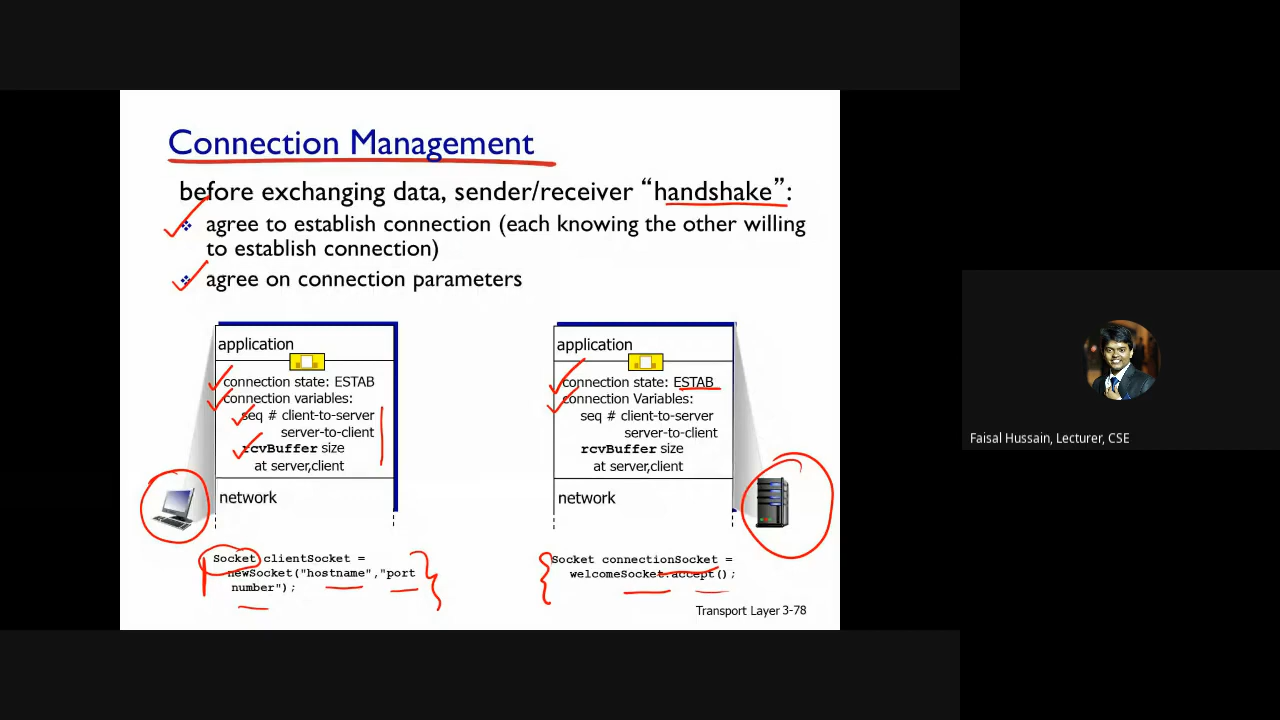 Connection Management
before exchanging data, sender/receiver “handshake”:
agree to establish connection (each knowing the other willing
to establish connection)
agree on connection parameters
application
connection state: ESTAB
connection variables:
seq # client-to-server
server-to-client
rcvBuffer size
at server,client
network
application
connection state: ESTAB
connection Variables:
seq # client-to-server
server-to-client
rcvBuffer size
at server,client
network
Socket clientSocket =
newSocket("hostname","port
number");
Socket connectionSocket =
welcomeSocket.accept();
Transport Layer 3-78
Faisal Hussain, Lecturer, CSE